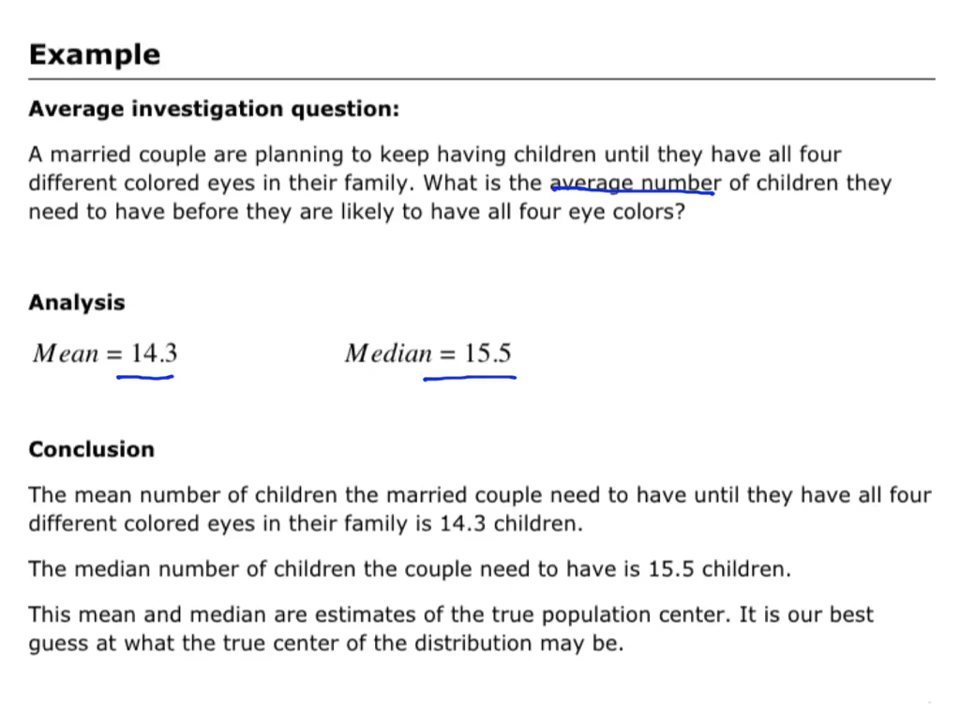 Example
Average investigation question:
A married couple are planning to keep having children until they have all four
different colored eyes in their family. What is the average number of children they
need to have before they are likely to have all four eye colors?
Analysis
Mean = 14.3
Median = 15.5
Conclusion
The mean number of children the married couple need to have until they have all four
different colored eyes in their family is 14.3 children.
The median number of children the couple need to have is 15.5 children.
This mean and median are estimates of the true population center. It is our best
guess at what the true center of the distribution may be.